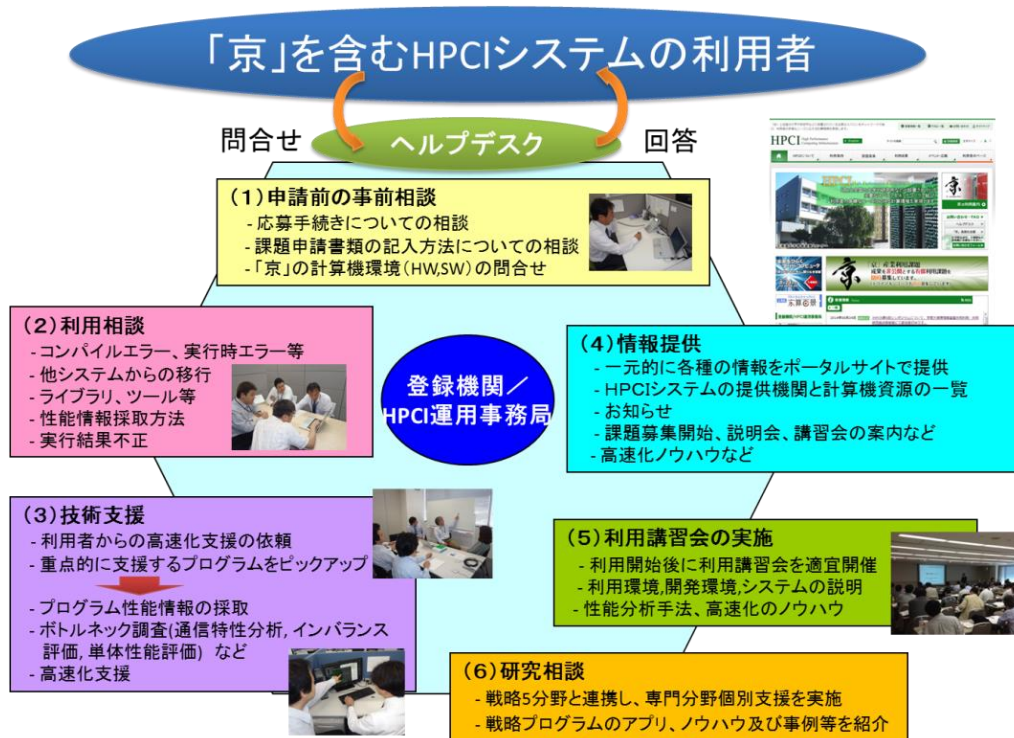 「京」を含むHPCIシステムの利用者
問合せ
ヘルプデスク
回答
(1)申請前の事前相談
- 応募手続きについての相談
- 課題申請書類の記入方法についての相談
- 「京」の計算機環境(HW,SW)の問合せ
HPCI
(2)利用相談
- コンパイルエラー、実行時エラー等
- 他システムからの移行
- ライブラリ、ツール等
- 性能情報採取方法
- 実行結果不正
登録機関／
HPCI運用事務局
(4)情報提供
- 一元的に各種の情報をポータルサイトで提供
- HPCIシステムの提供機関と計算機資源の一覧
- お知らせ
- 課題募集開始、説明会、講習会の案内など
- 高速化ノウハウなど
(3)技術支援
- 利用者からの高速化支援の依頼
- 重点的に支援するプログラムをピックアップ
- プログラム性能情報の採取
- ボトルネック調査(通信特性分析, インバランス
評価, 単体性能評価) など
- 高速化支援
(5)利用講習会の実施
- 利用開始後に利用講習会を適宜開催
- 利用環境,開発環境,システムの説明
- 性能分析手法、高速化のノウハウ
(6)研究相談
- 戦略5分野と連携し、専門分野個別支援を実施
- 戦略プログラムのアプリ、ノウハウ及び事例等を紹介